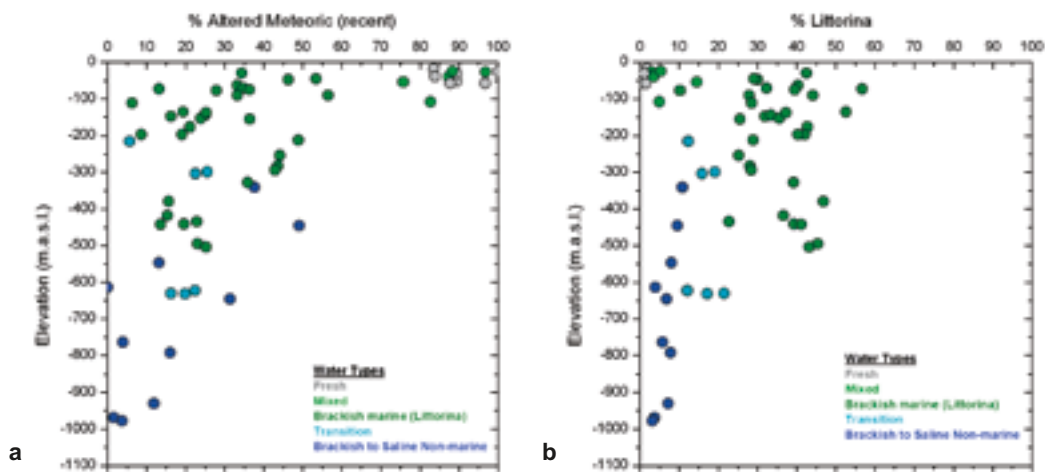 % Altered Meteoric (recent)
0 10 20 30 40 50 60 70 80 90 100
0
-100
-200
-300
-400
-500
-600
-700
-800
-900
-1000
-1100
Elevation (m.a.s.l.)
Water Types
Fresh
Mixed
Brackish marine (Littorina)
Transition
Brackish to Saline Non-marine
a
% Littorina
0 10 20 30 40 50 60 70 80 90 100
0
-100
-200
-300
-400
-500
-600
-700
-800
-900
-1000
-1100
Elevation (m.a.s.l.)
Water Types
Fresh
Mixed
Brackish marine (Littorina)
Transition
Brackish to Saline Non-marine
b